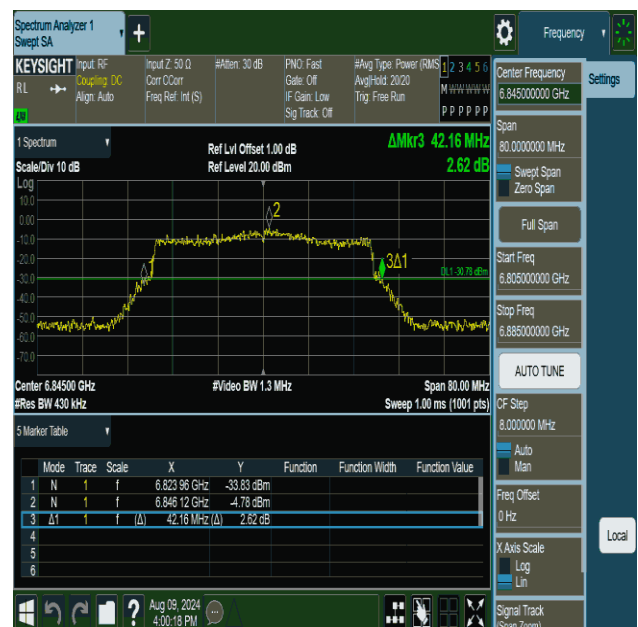 Spectrum Analyzer 1
Swept SA
Frequency
KEYSIGHT
RL
Input: RF
Coupling: DC
Align: Auto
Input Z: 50 Ω
Corr CCorr
Freq Ref: Int (S)
#Atten: 30 dB
PNO: Fast
Gate: Off
IF Gain: Low
Sig Track: Off
#Avg Type: Power (RMS
Avg|Hold: 20/20
Trig: Free Run
1 2 3 4 5 6
M W W W W W
P P P P P P
1 Spectrum
Scale/Div 10 dB
Ref Lvl Offset 1.00 dB
Ref Level 20.00 dBm
ΔMkr3 42.16 MHz
2.62 dB
Log
10.0
0.00
-10.0
-20.0
-30.0
-40.0
-50.0
-60.0
-70.0
2
1
3Δ1
DL1 -30.78 dBm
Center 6.84500 GHz
#Video BW 1.3 MHz
Span 80.00 MHz
#Res BW 430 kHz
Sweep 1.00 ms (1001 pts)
5 Marker Table
Mode Trace Scale X Y Function Function Width Function Value
1 N 1 f 6.823 96 GHz -33.83 dBm
2 N 1 f 6.846 12 GHz -4.78 dBm
3 Δ1 1 f (Δ) 42.16 MHz (Δ) 2.62 dB
4
5
6
Aug 09, 2024
4:00:18 PM
?
Center Frequency
6.845000000 GHz
Span
80.0000000 MHz
Swept Span
Zero Span
Full Span
Start Freq
6.805000000 GHz
Stop Freq
6.885000000 GHz
AUTO TUNE
CF Step
8.000000 MHz
Auto
Man
Freq Offset
0 Hz
X Axis Scale
Log
Lin
Signal Track
(Span Zoom)
Settings
Local